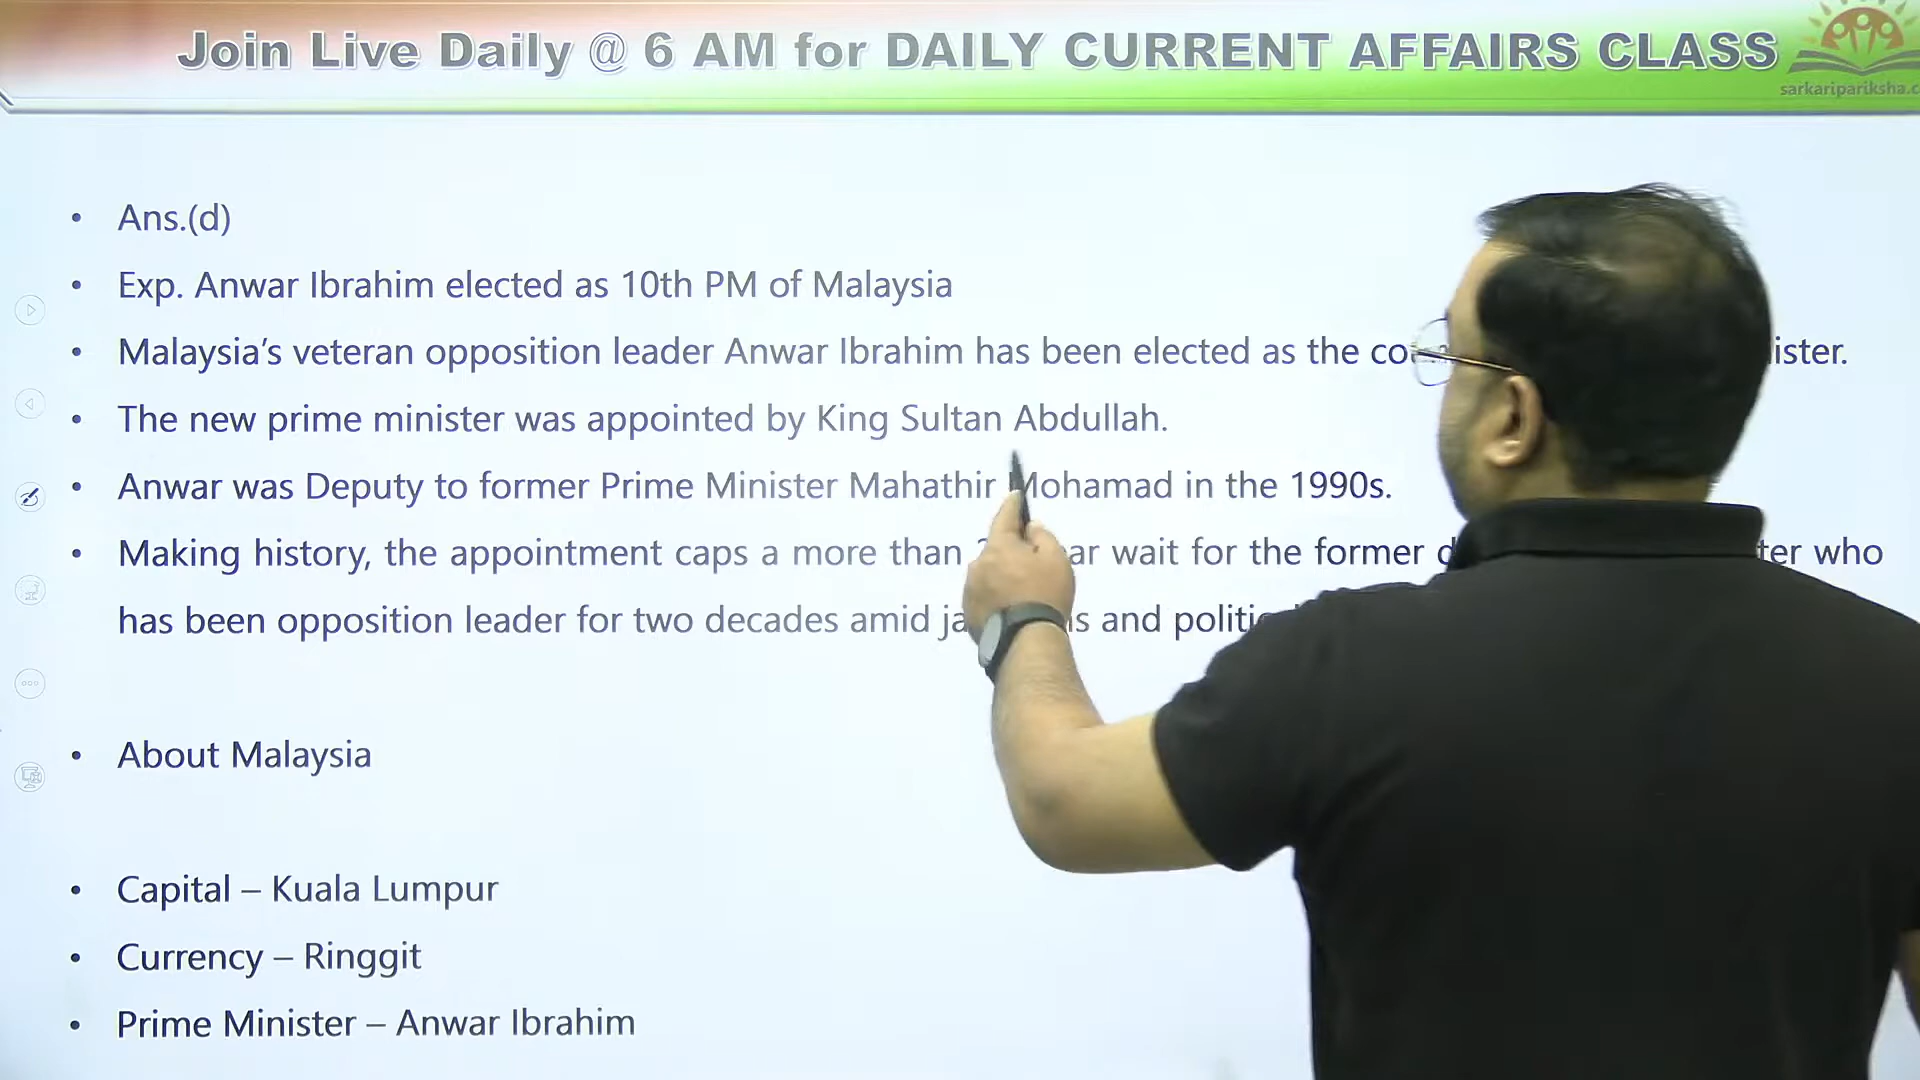 Join Live Daily @ 6 AM for DAILY CURRENT AFFAIRS CLASS
sarkaripariksha.c
• Ans.(d)
• Exp. Anwar Ibrahim elected as 10th PM of Malaysia
• Malaysia’s veteran opposition leader Anwar Ibrahim has been elected as the
• The new prime minister was appointed by King Sultan Abdullah.
• Anwar was Deputy to former Prime Minister Mahathir Mohamad in the 1990s.
• Making history, the appointment caps a more than wait for the former who
has been opposition leader for two decades amid and
• About Malaysia
• Capital – Kuala Lumpur
• Currency – Ringgit
• Prime Minister – Anwar Ibrahim